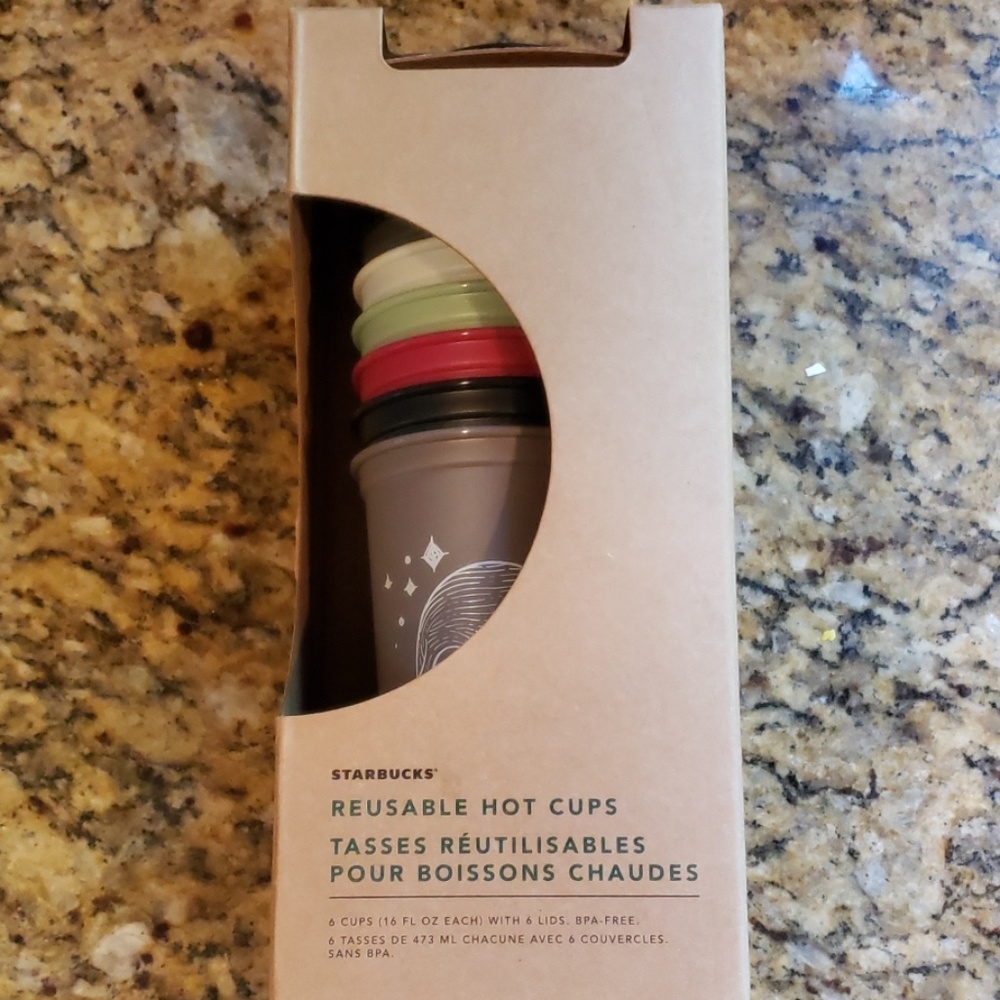 STARBUCKS®
REUSABLE HOT CUPS
TASSES RÉUTILISABLES
POUR BOISSONS CHAUDES
6 CUPS (16 FL OZ EACH) WITH 6 LIDS. BPA-FREE.
6 TASSES DE 473 ML CHACUNE AVEC 6 COUVERCLES.
SANS BPA.